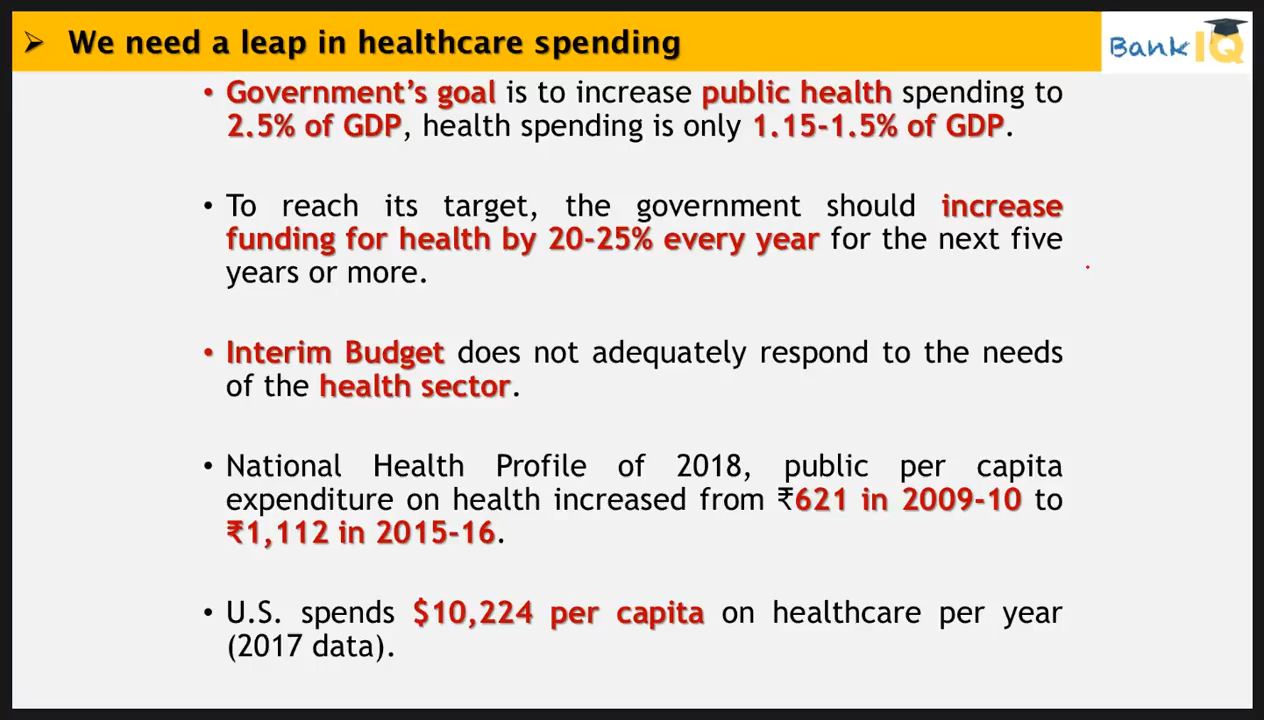 ➢ We need a leap in healthcare spending
Bank IQ
• Government’s goal is to increase public health spending to
2.5% of GDP, health spending is only 1.15-1.5% of GDP.
• To reach its target, the government should increase
funding for health by 20-25% every year for the next five
years or more.
• Interim Budget does not adequately respond to the needs
of the health sector.
• National Health Profile of 2018, public per capita
expenditure on health increased from ₹621 in 2009-10 to
₹1,112 in 2015-16.
• U.S. spends $10,224 per capita on healthcare per year
(2017 data).